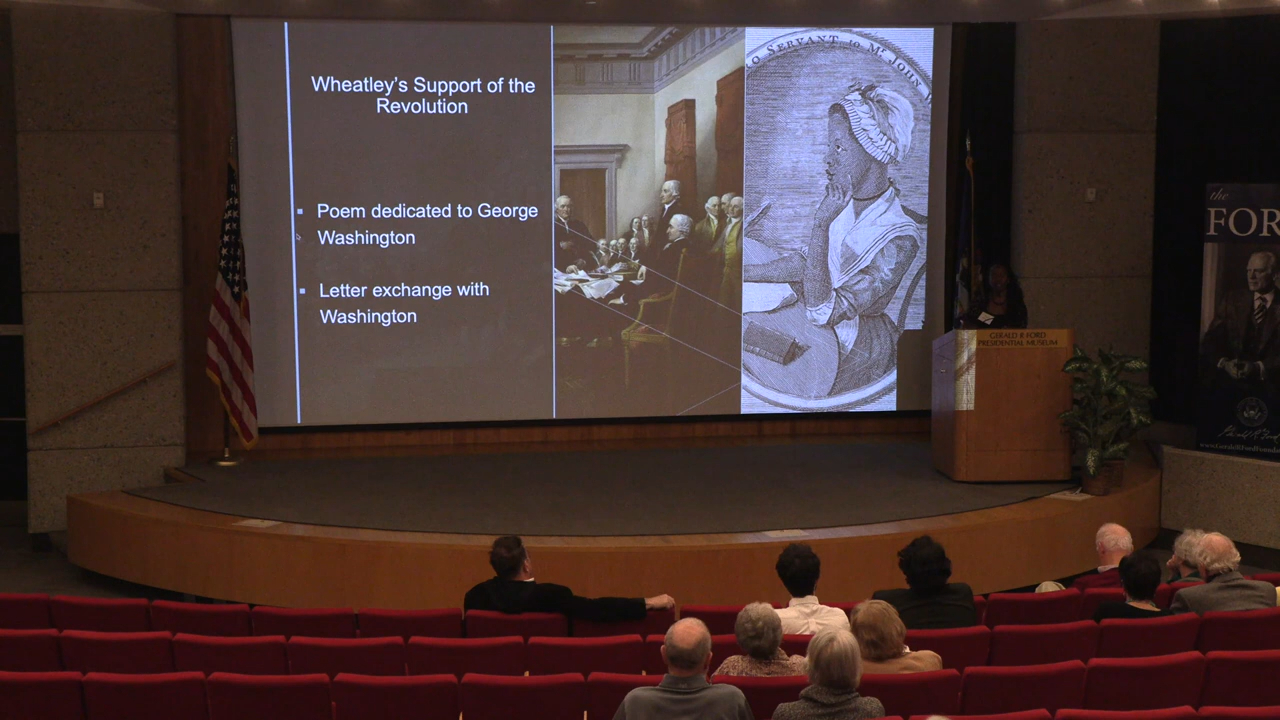 Wheatley's Support of the
Revolution
▪ Poem dedicated to George
Washington
▪ Letter exchange with
Washington
SERVANT to Mr. JOHN
GERALD R FORD
PRESIDENTIAL MUSEUM
the
FOR